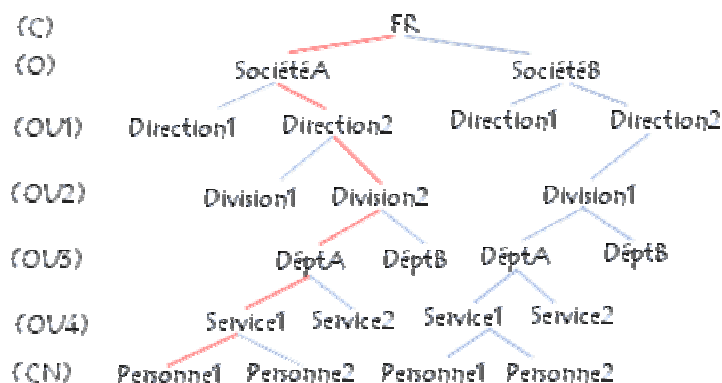 (C) FR
(O) SociétéA SociétéB
(OU1) Direction1 Direction2 Direction1 Direction2
(OU2) Division1 Division2 Division1
(OU3) DéptA DéptB DéptA DéptB
(OU4) Service1 Service2 Service1 Service2
(CN) Personne1 Personne2 Personne1 Personne2